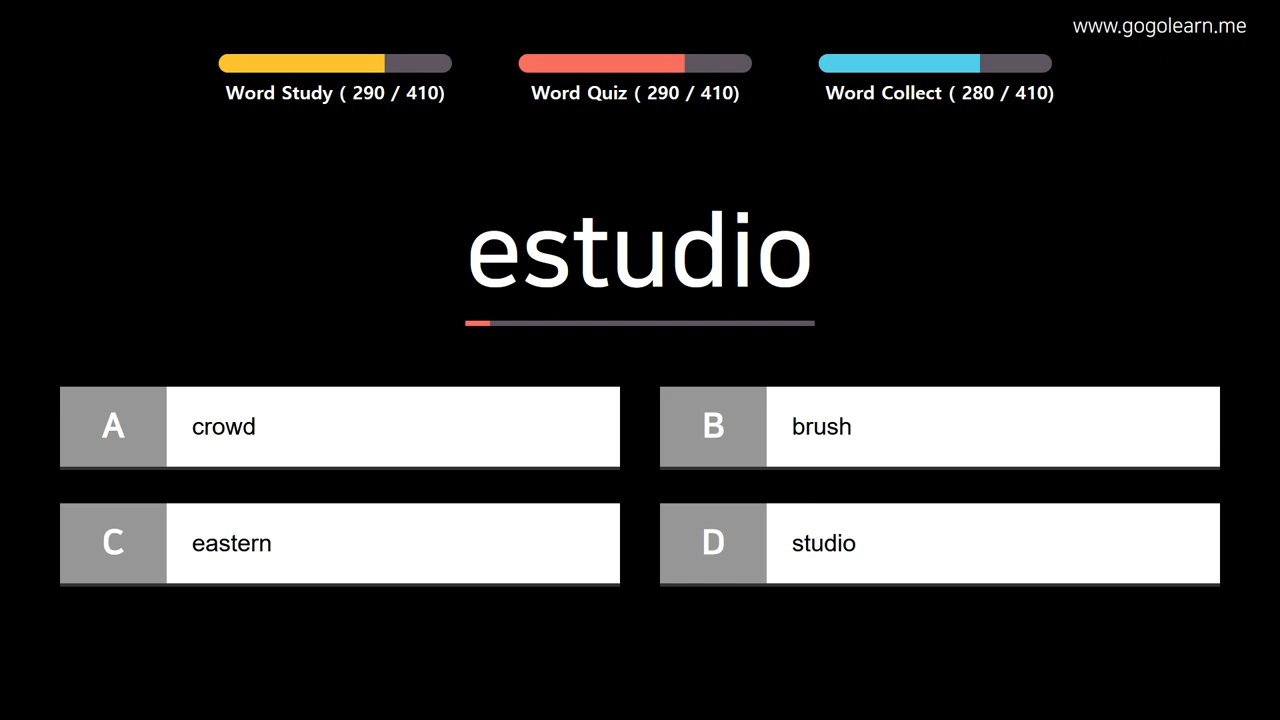 www.gogolearn.me
Word Study ( 290 / 410)
Word Quiz ( 290 / 410)
Word Collect ( 280 / 410)
estudio
A crowd
B brush
C eastern
D studio